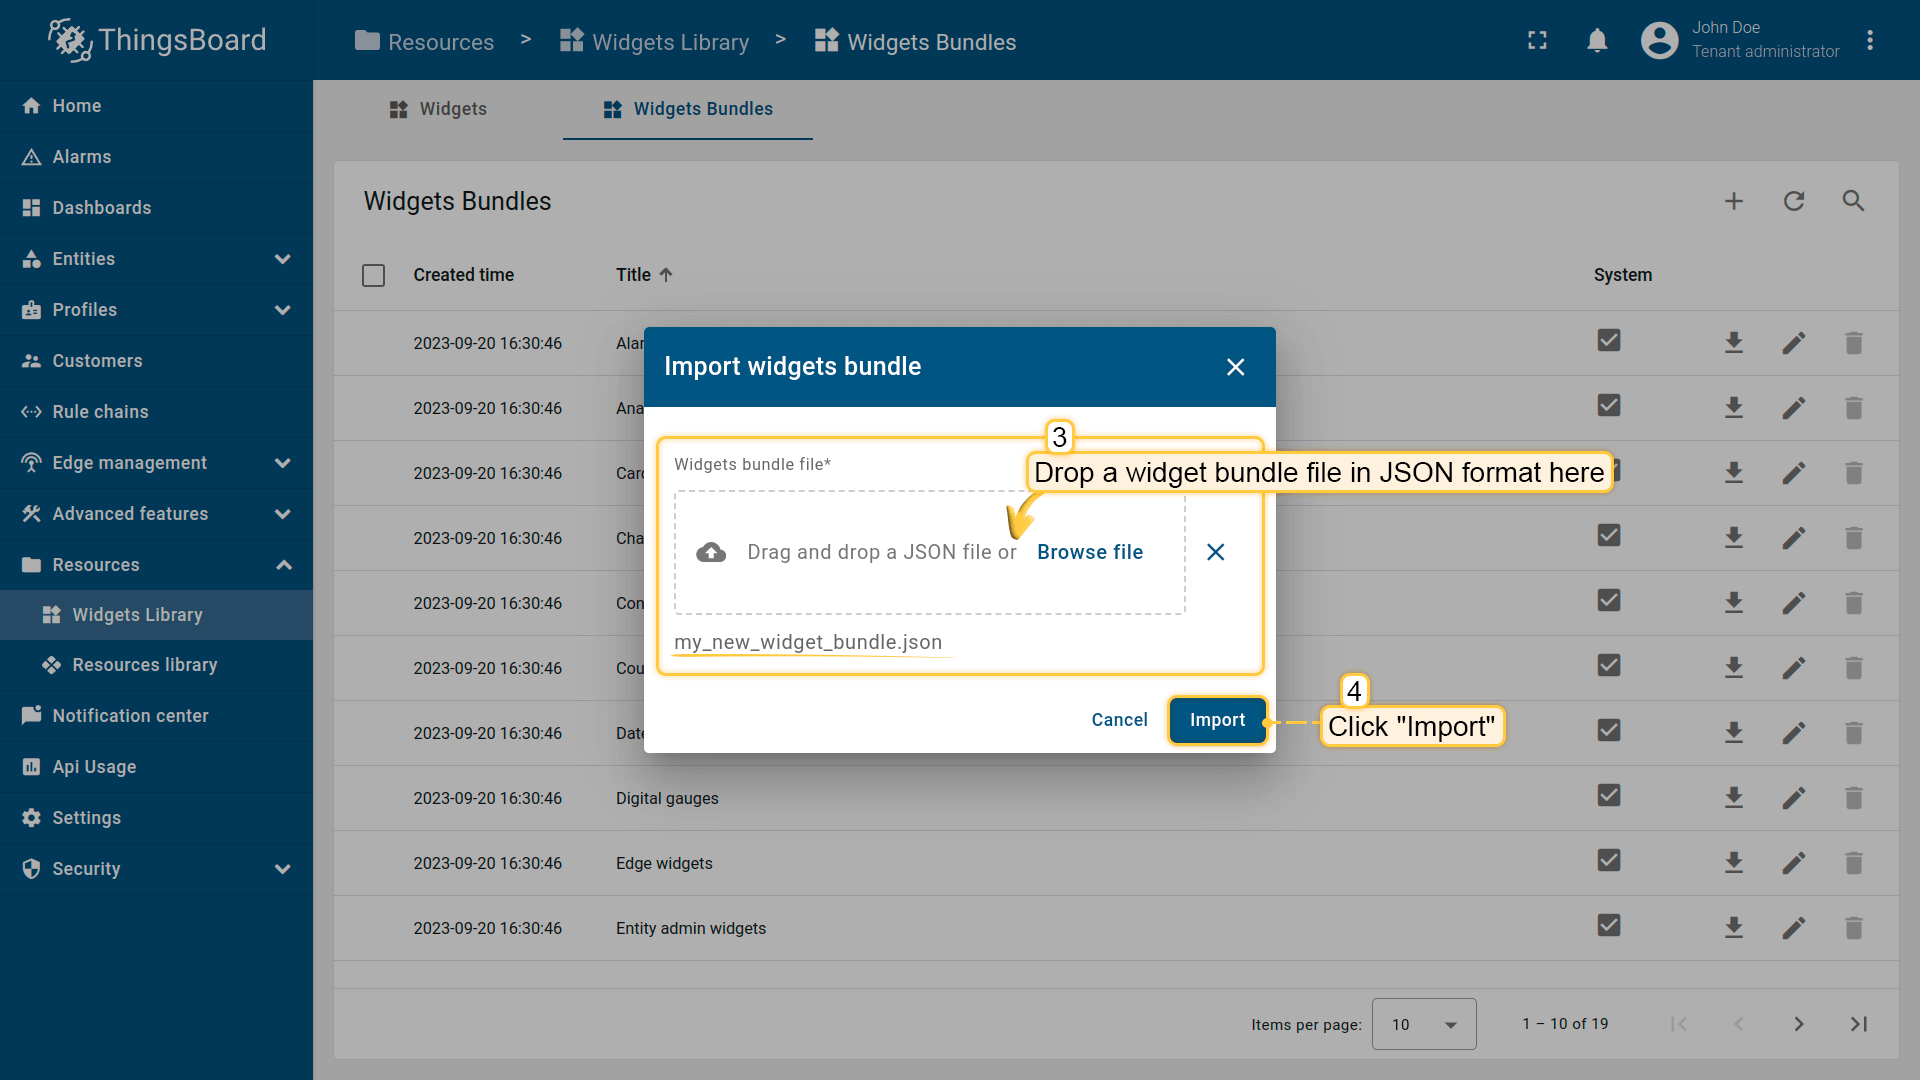 ThingsBoard
Resources > Widgets Library > Widgets Bundles
John Doe
Tenant administrator
Home
Alarms
Dashboards
Entities
Profiles
Customers
Rule chains
Edge management
Advanced features
Resources
Widgets Library
Resources library
Notification center
Api Usage
Settings
Security
Widgets
Widgets Bundles
Widgets Bundles
Created time Title System
2023-09-20 16:30:46 Alar
2023-09-20 16:30:46 Ana
2023-09-20 16:30:46 Card
2023-09-20 16:30:46 Cha
2023-09-20 16:30:46 Con
2023-09-20 16:30:46 Cou
2023-09-20 16:30:46 Date
2023-09-20 16:30:46 Digital gauges
2023-09-20 16:30:46 Edge widgets
2023-09-20 16:30:46 Entity admin widgets
Import widgets bundle
3
Drop a widget bundle file in JSON format here
Widgets bundle file*
Drag and drop a JSON file or Browse file
my_new_widget_bundle.json
Cancel
Import
4
Click "Import"
Items per page: 10
1 – 10 of 19